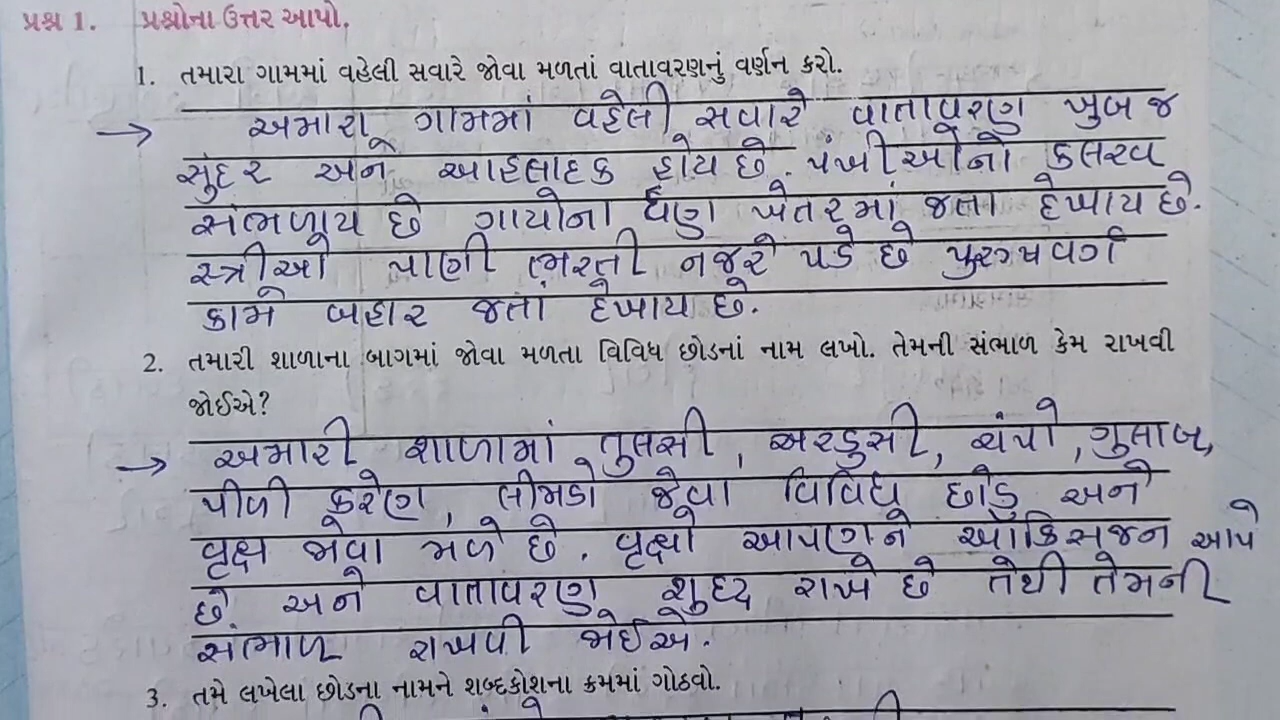 પ્રશ્ન 1. પ્રશ્નોના ઉત્તર આપો.
1. તમારા ગામમાં વહેલી સવારે જોવા મળતાં વાતાવરણનું વર્ણન કરો.
→ અમારા ગામમાં વહેલી સવારે વાતાવરણ ખુબ જ
સુંદર અને આહલાદક હોય છે. પંખીઓનો કલરવ
સંભળાય છે ગાયોના ધણ ખેતરમાં જતા દેખાય છે.
સ્ત્રીઓ પાણી ભરતી નજરે પડે છે પુરુષવર્ગ
કામે બહાર જતાં દેખાય છે.
2. તમારી શાળાના બાગમાં જોવા મળતા વિવિધ છોડનાં નામ લખો. તેમની સંભાળ કેમ રાખવી
જોઈએ?
→ અમારી શાળામાં તુલસી, અરડુસી, ચંપો, ગુલાબ,
પીળી કરેણ, લીમડો જેવા વિવિધ છોડ અને
વૃક્ષ જોવા મળે છે. વૃક્ષો આપણને ઑકિસજન આપે
છે. અને વાતાવરણ શુધ્ધ રાખે છે તેથી તેમની
સંભાળ રાખવી જોઈએ.
3. તમે લખેલા છોડના નામને શબ્દકોશના ક્રમમાં ગોઠવો.